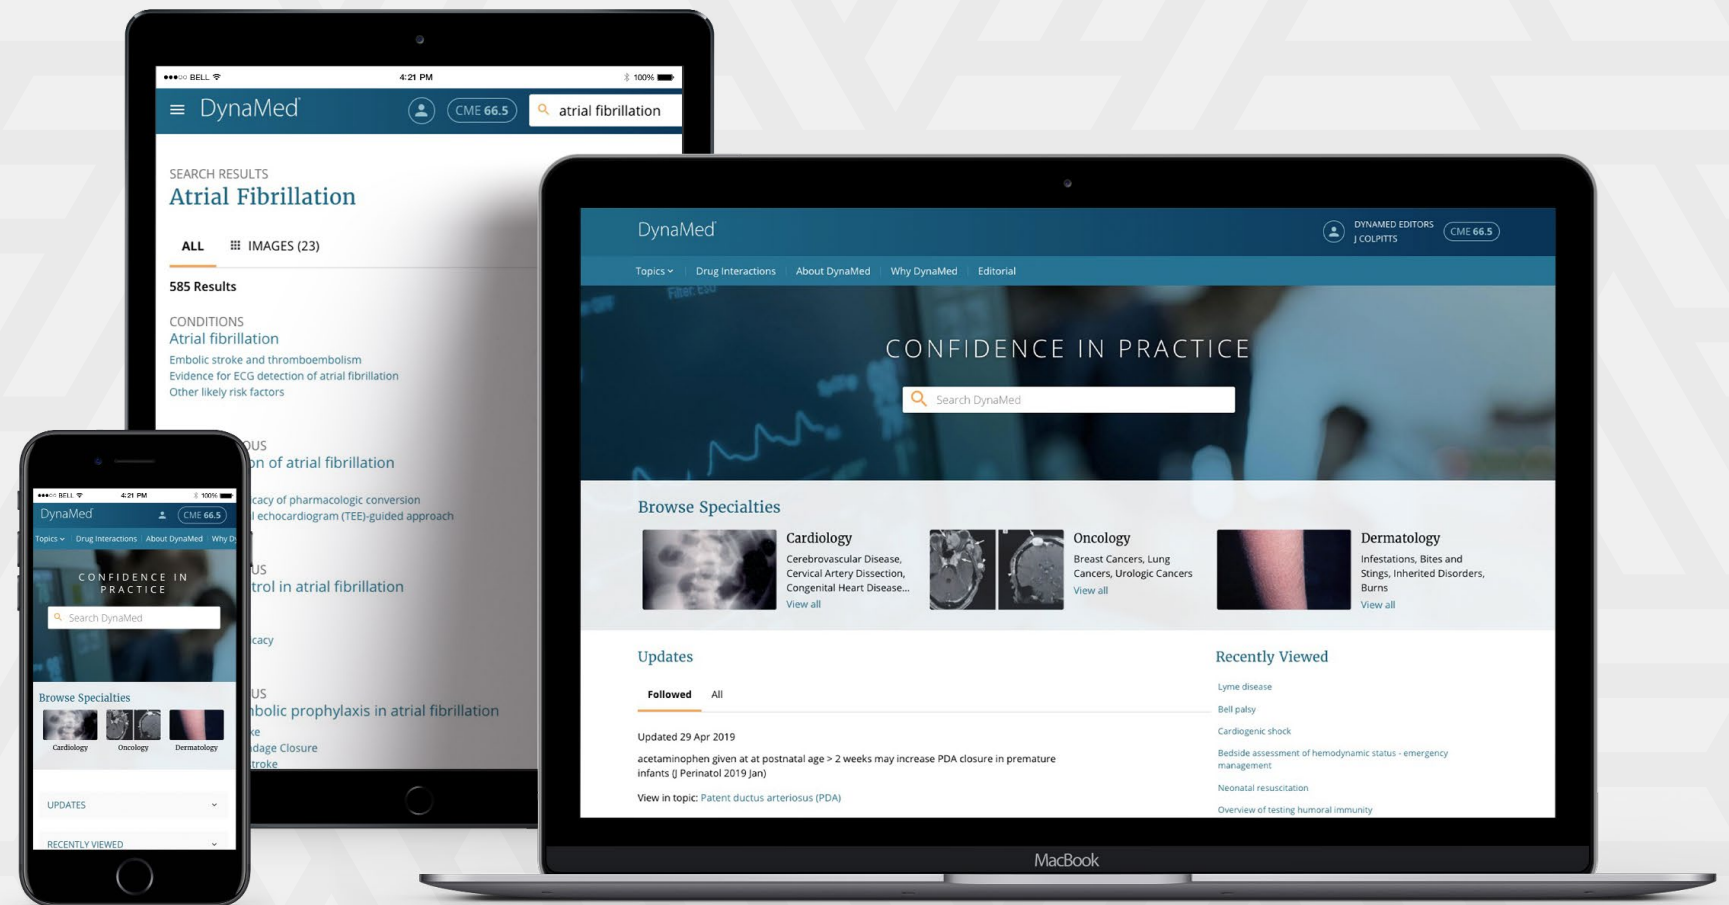 ●●●○○ BELL 4:21 PM 100%
DynaMed CME 66.5 atrial fibrillation
SEARCH RESULTS
Atrial Fibrillation
ALL IMAGES (23)
585 Results
CONDITIONS
Atrial fibrillation
Embolic stroke and thromboembolism
Evidence for ECG detection of atrial fibrillation
Other likely risk factors
of atrial fibrillation
of pharmacologic conversion
echocardiogram (TEE)-guided approach
in atrial fibrillation
prophylaxis in atrial fibrillation
Closure
●●●○○ BELL 4:21 PM 100%
DynaMed CME 66.5
Topics Drug Interactions About DynaMed Why
CONFIDENCE IN
PRACTICE
Search DynaMed
Browse Specialties
Cardiology Oncology Dermatology
UPDATES
RECENTLY VIEWED
DynaMed
DYNAMED EDITORS
J COLPITTS
CME 66.5
Topics Drug Interactions About DynaMed Why DynaMed Editorial
Filter:
CONFIDENCE IN PRACTICE
Search DynaMed
Browse Specialties
Cardiology
Cerebrovascular Disease,
Cervical Artery Dissection,
Congenital Heart Disease...
View all
Oncology
Breast Cancers, Lung
Cancers, Urologic Cancers
View all
Dermatology
Infestations, Bites and
Stings, Inherited Disorders,
Burns
View all
Updates
Followed All
Updated 29 Apr 2019
acetaminophen given at at postnatal age > 2 weeks may increase PDA closure in premature
infants (J Perinatol 2019 Jan)
View in topic: Patent ductus arteriosus (PDA)
Recently Viewed
Lyme disease
Bell palsy
Cardiogenic shock
Bedside assessment of hemodynamic status - emergency
management
Neonatal resuscitation
Overview of testing humoral immunity
MacBook